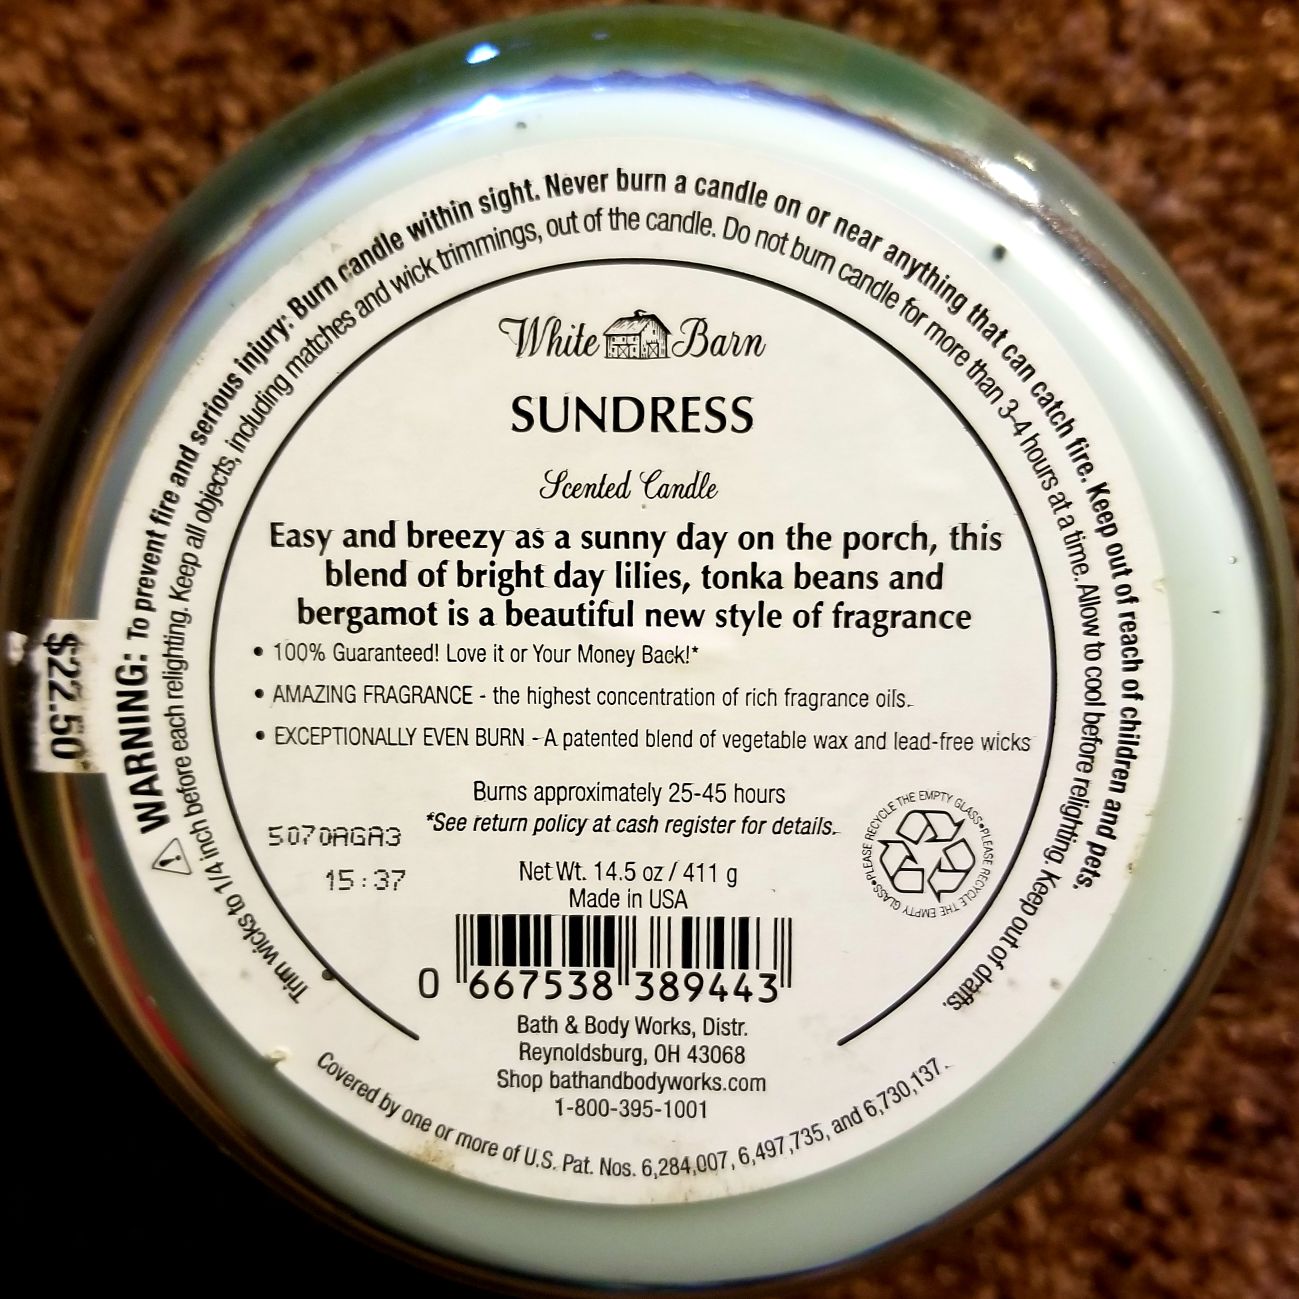 White Barn
SUNDRESS
Scented Candle
Easy and breezy as a sunny day on the porch, this
blend of bright day lilies, tonka beans and
bergamot is a beautiful new style of fragrance
• 100% Guaranteed! Love it or Your Money Back!*
• AMAZING FRAGRANCE - the highest concentration of rich fragrance oils.
• EXCEPTIONALLY EVEN BURN - A patented blend of vegetable wax and lead-free wicks
Burns approximately 25-45 hours
*See return policy at cash register for details.
5070AGA3
15:37
Net Wt. 14.5 oz / 411 g
Made in USA
0 667538 389443
Bath & Body Works, Distr.
Reynoldsburg, OH 43068
Shop bathandbodyworks.com
1-800-395-1001
PLEASE RECYCLE THE EMPTY GLASS•PLEASE RECYCLE THE EMPTY GLASS•
WARNING: To prevent fire and serious injury: Burn candle within sight. Never burn a candle on or near anything that can catch fire. Keep out of reach of children and pets.
Trim wicks to 1/4 inch before each relighting. Keep all objects, including matches and wick trimmings, out of the candle. Do not burn candle for more than 3-4 hours at a time. Allow to cool before relighting. Keep out of drafts.
Covered by one or more of U.S. Pat. Nos. 6,284,007, 6,497,735, and 6,730,137.
$22.50